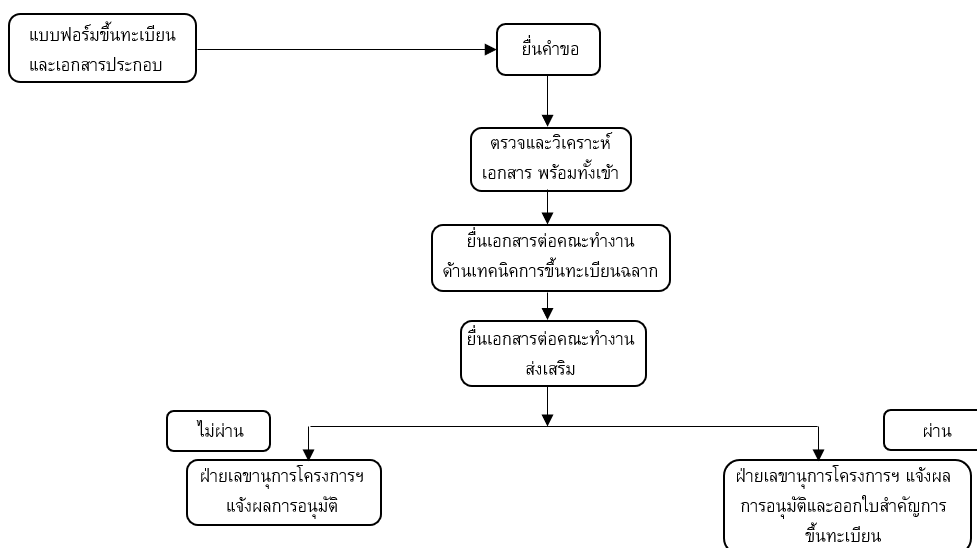 แบบฟอร์มขึ้นทะเบียน
และเอกสารประกอบ
ยื่นคำขอ
ตรวจและวิเคราะห์
เอกสาร พร้อมทั้งเข้า
ยื่นเอกสารต่อคณะทำงาน
ด้านเทคนิคการขึ้นทะเบียนฉลาก
ยื่นเอกสารต่อคณะทำงาน
ส่งเสริม
ไม่ผ่าน
ผ่าน
ฝ่ายเลขานุการโครงการฯ
แจ้งผลการอนุมัติ
ฝ่ายเลขานุการโครงการฯ แจ้งผล
การอนุมัติและออกใบสำคัญการ
ขึ้นทะเบียน